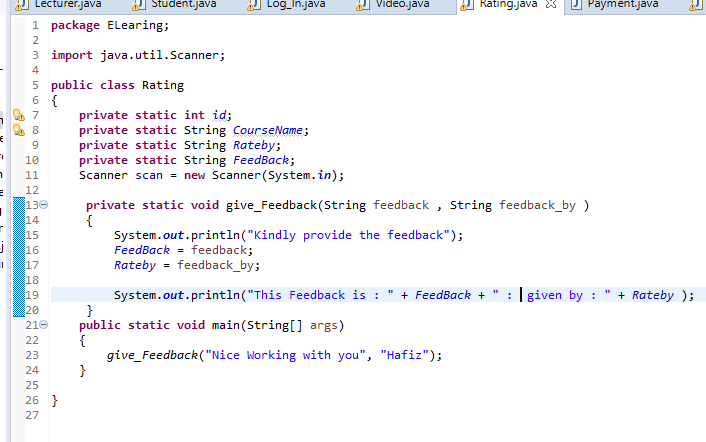 Lecturer.java Student.java Log_In.java Video.java Rating.java Payment.java
1 package ELearing;
2
3 import java.util.Scanner;
4
5 public class Rating
6 {
7 private static int id;
8 private static String CourseName;
9 private static String Rateby;
10 private static String FeedBack;
11 Scanner scan = new Scanner(System.in);
12
13 private static void give_Feedback(String feedback , String feedback_by )
14 {
15 System.out.println("Kindly provide the feedback");
16 FeedBack = feedback;
17 Rateby = feedback_by;
18
19 System.out.println("This Feedback is : " + FeedBack + " : given by : " + Rateby );
20 }
21 public static void main(String[] args)
22 {
23 give_Feedback("Nice Working with you", "Hafiz");
24 }
25
26 }
27